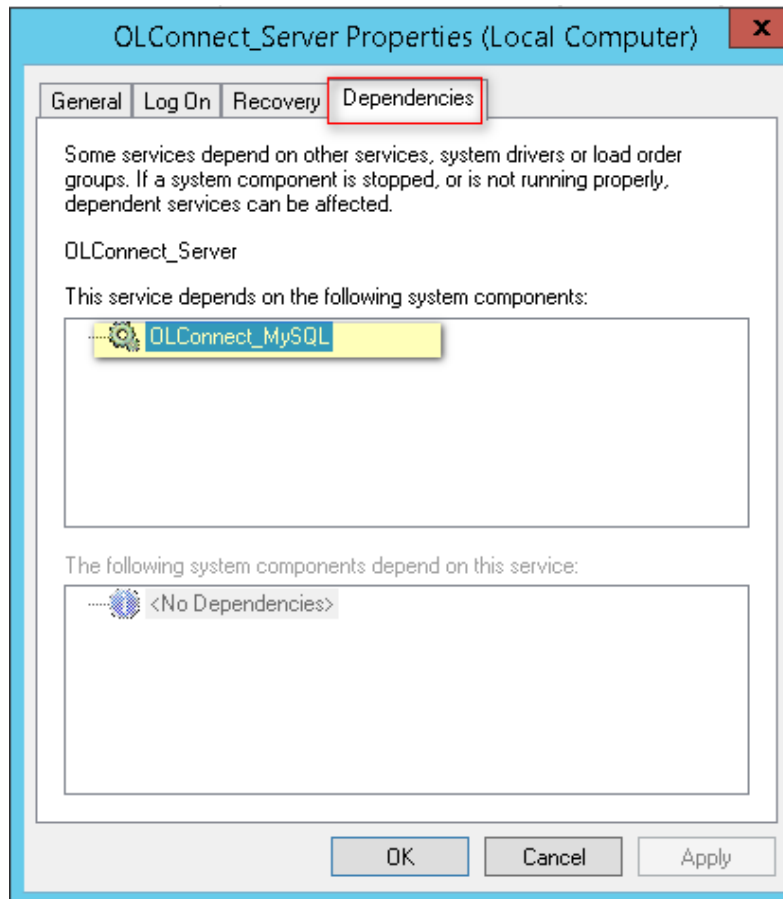 OLConnect_Server Properties (Local Computer)
x
General Log On Recovery Dependencies
Some services depend on other services, system drivers or load order
groups. If a system component is stopped, or is not running properly,
dependent services can be affected.
OLConnect_Server
This service depends on the following system components:
OLConnect_MySQL
The following system components depend on this service:
<No Dependencies>
OK Cancel Apply